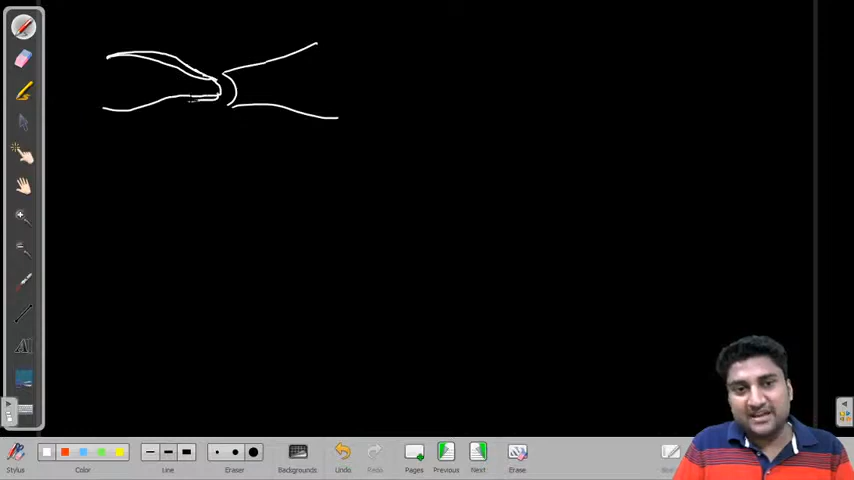 Stylus
Color
Line
Eraser
Backgrounds
Undo
Redo
Pages
Previous
Next
Erase